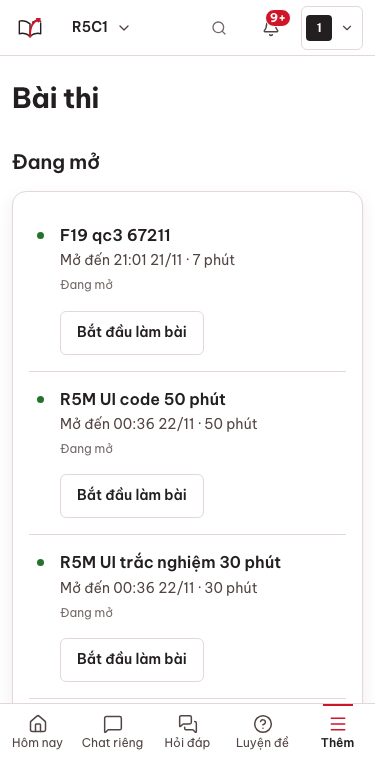 R5C1
9+
1
Bài thi
Đang mở
F19 qc3 67211
Mở đến 21:01 21/11 · 7 phút
Đang mở
Bắt đầu làm bài
R5M UI code 50 phút
Mở đến 00:36 22/11 · 50 phút
Đang mở
Bắt đầu làm bài
R5M UI trắc nghiệm 30 phút
Mở đến 00:36 22/11 · 30 phút
Đang mở
Bắt đầu làm bài
Hôm nay
Chat riêng
Hỏi đáp
Luyện đề
Thêm